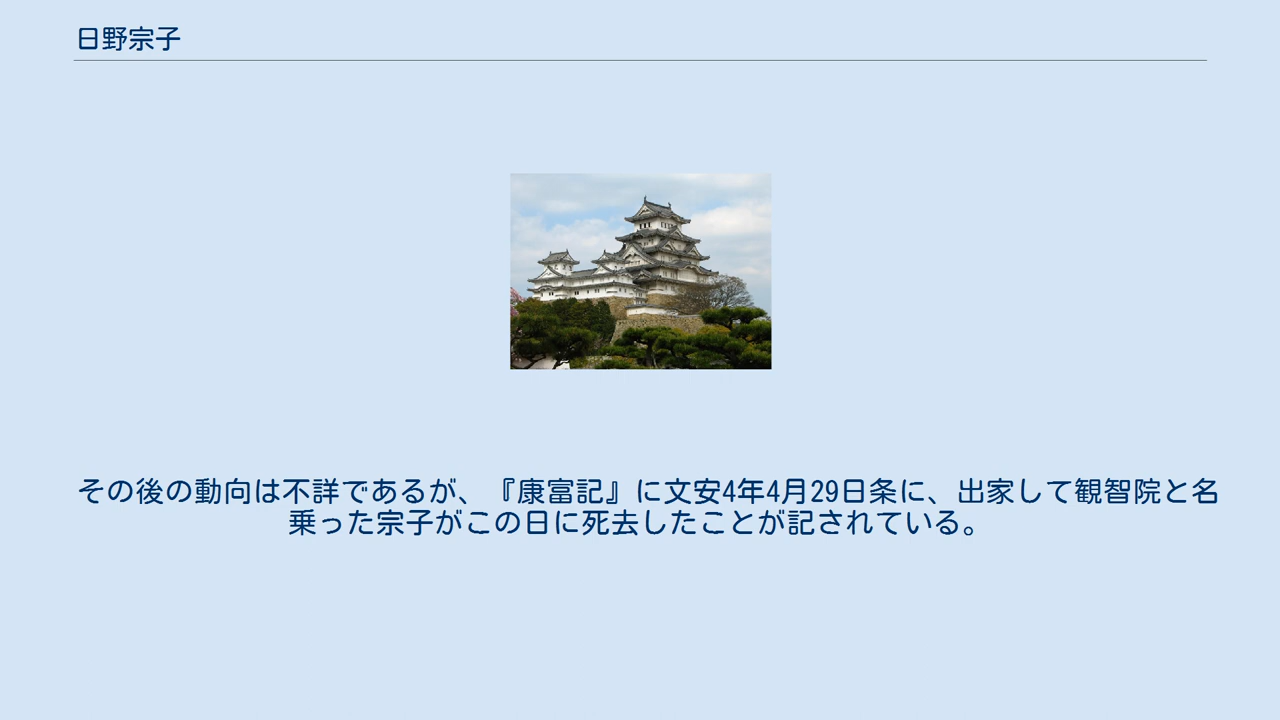 日野宗子
その後の動向は不詳であるが、『康富記』に文安4年4月29日条に、出家して観智院と名
乗った宗子がこの日に死去したことが記されている。